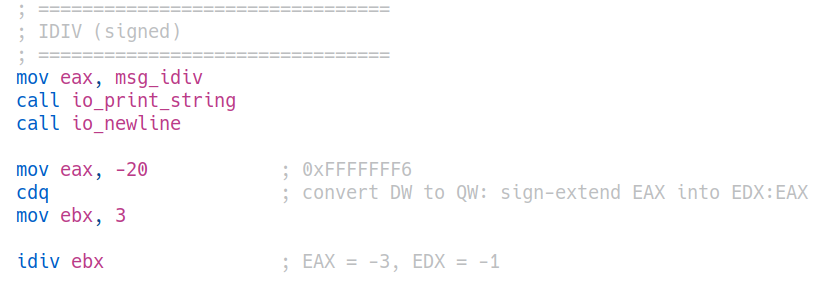 ; ================================
; IDIV (signed)
; ================================
mov eax, msg_idiv
call io_print_string
call io_newline
mov eax, -20 ; 0xFFFFFFF6
cdq ; convert DW to QW: sign-extend EAX into EDX:EAX
mov ebx, 3
idiv ebx ; EAX = -3, EDX = -1